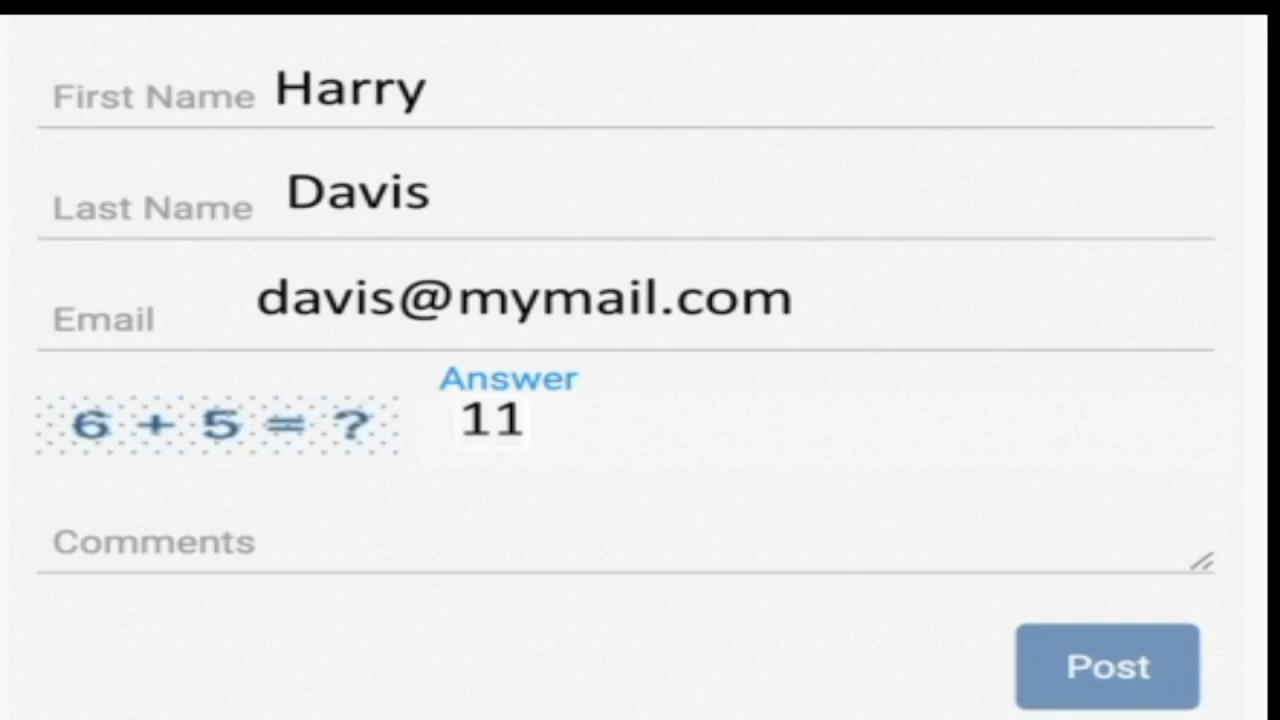 First Name Harry
Last Name Davis
Email davis@mymail.com
Answer
6 + 5 = ? 11
Comments
Post